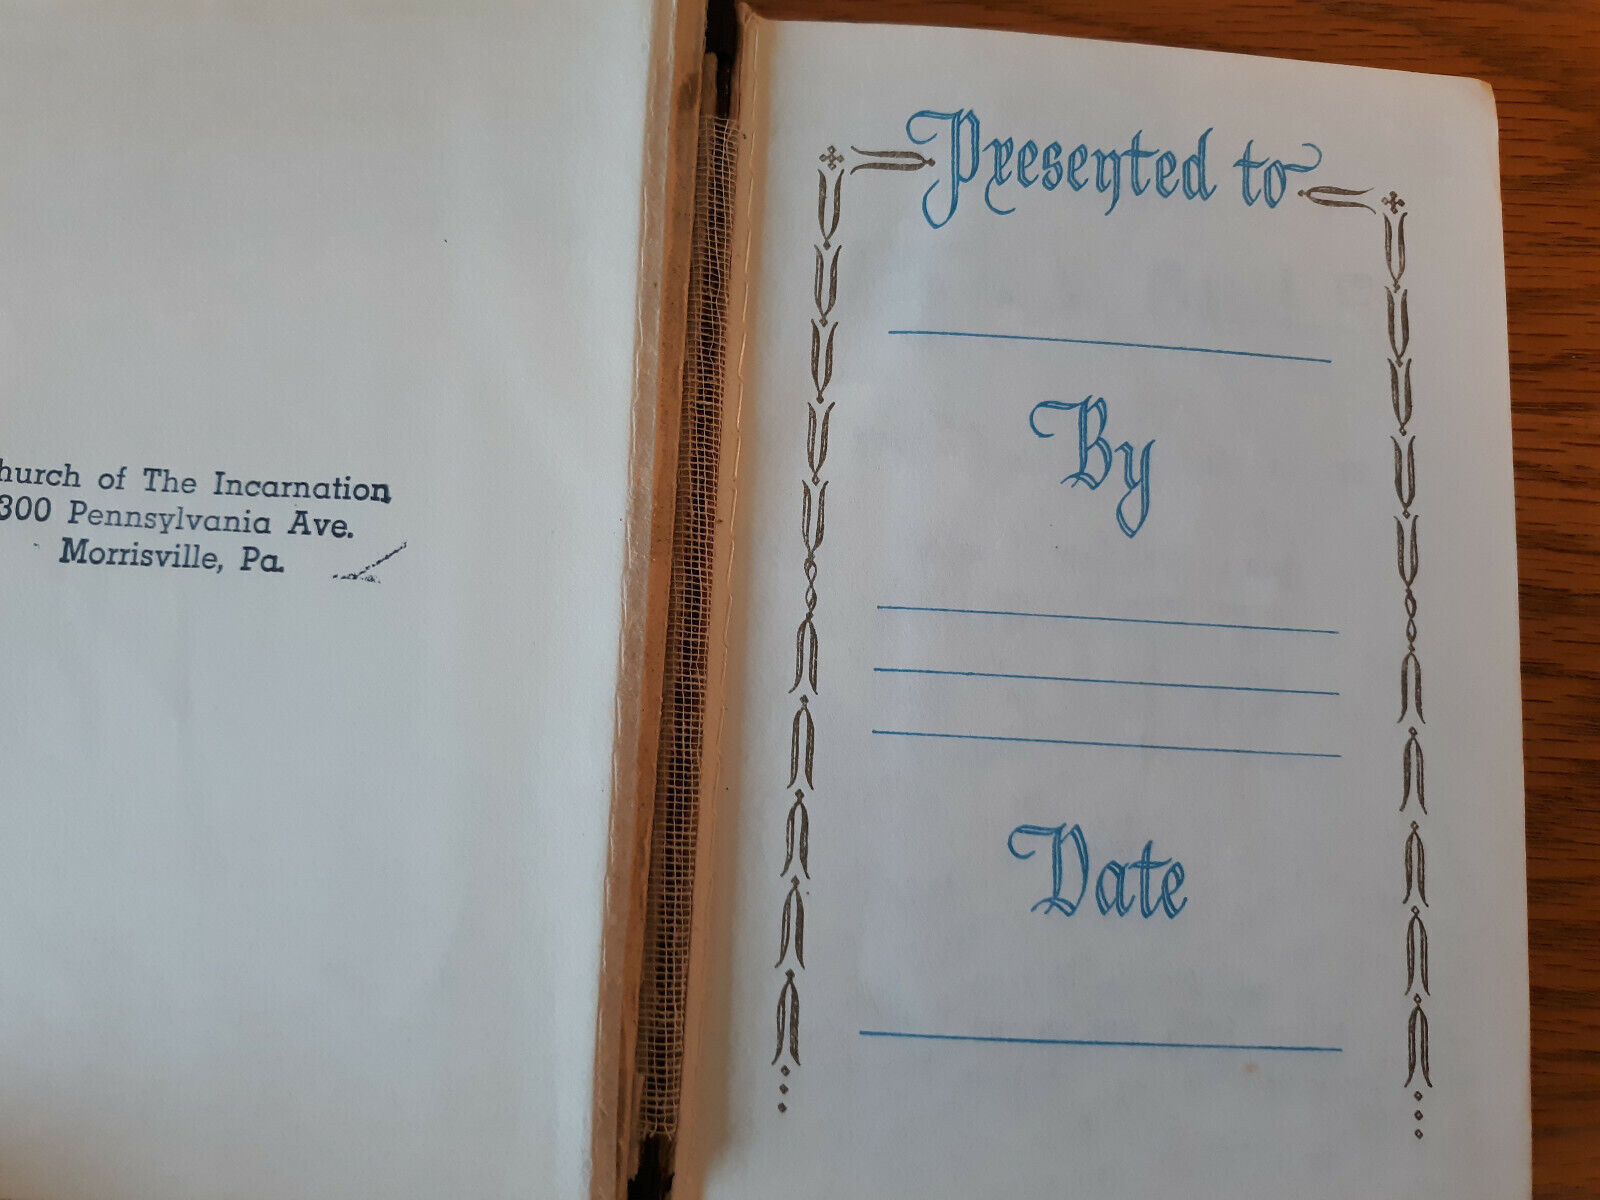 hurch of The Incarnation
300 Pennsylvania Ave.
Morrisville, Pa.
Presented to
By
Date